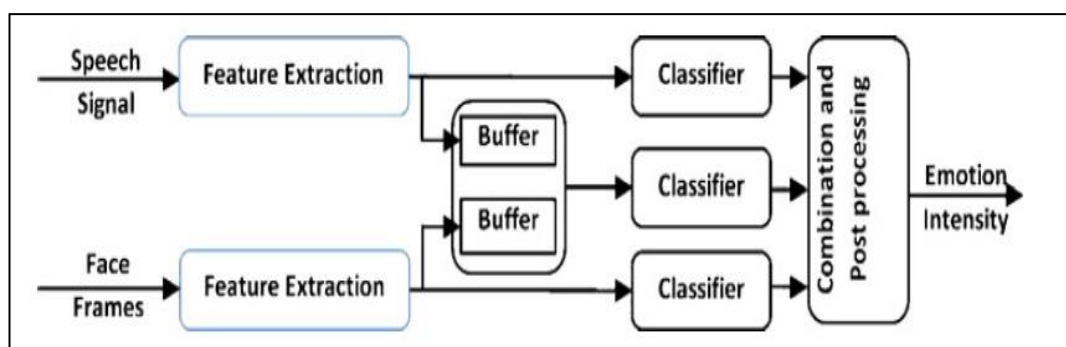 Speech
Signal
Feature Extraction
Classifier
Buffer
Classifier
Buffer
Face
Frames
Feature Extraction
Classifier
Combination and
Post processing
Emotion
Intensity